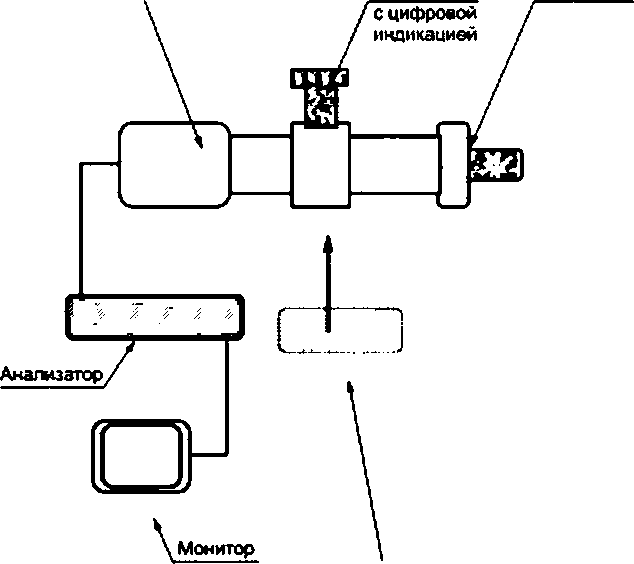 с цифровой
индикацией
Анализатор
Монитор